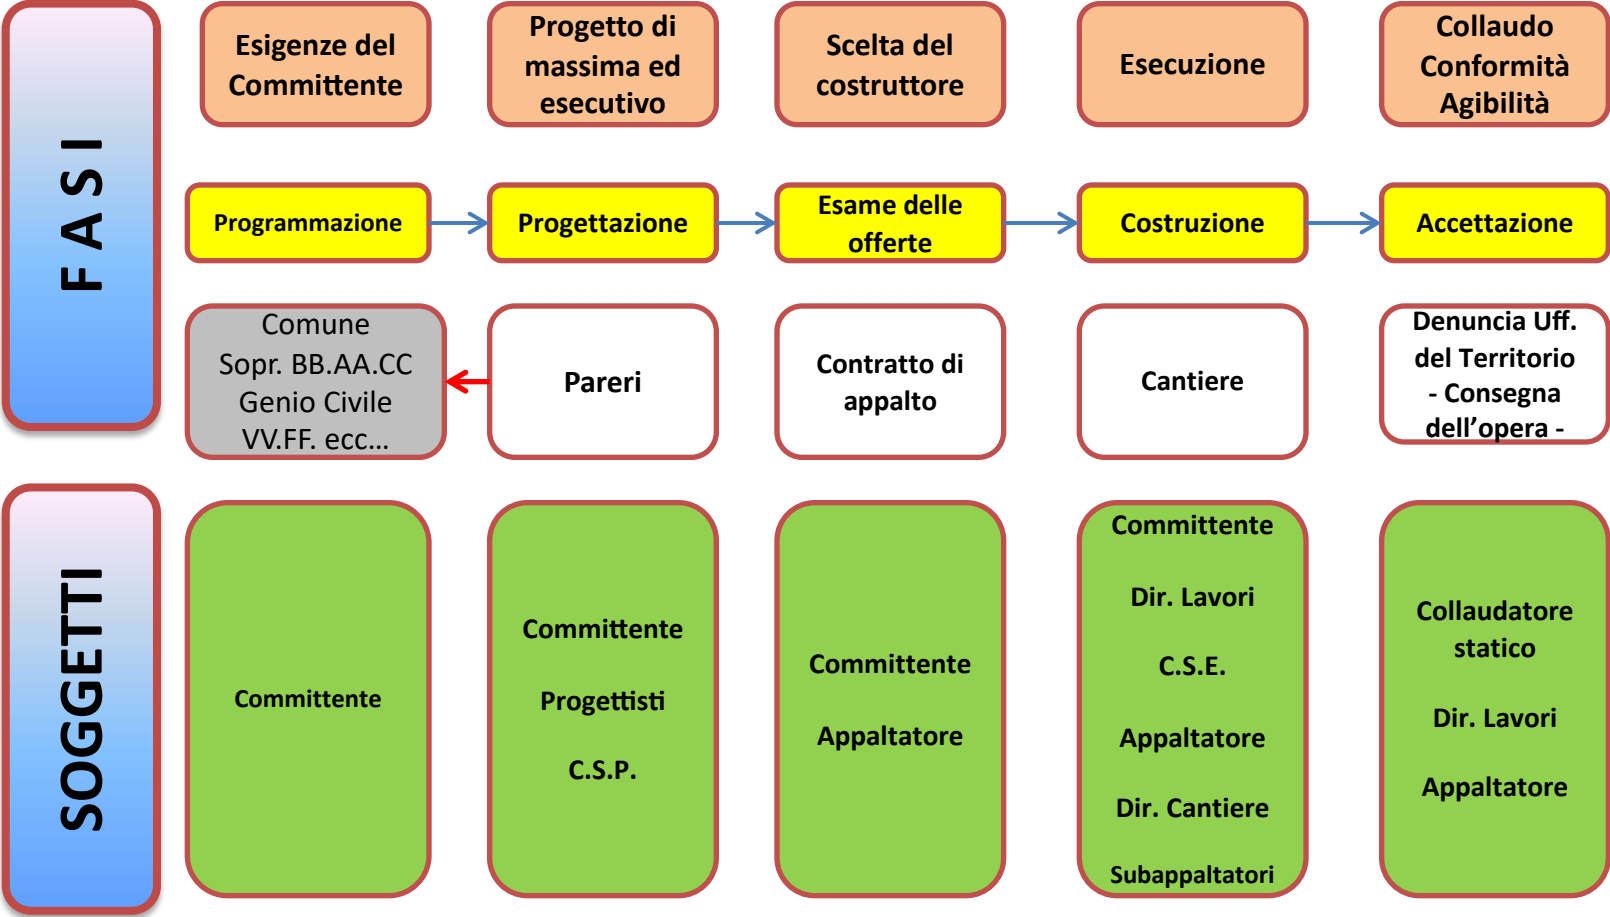 F A S I
Esigenze del
Committente
Progetto di
massima ed
esecutivo
Scelta del
costruttore
Esecuzione
Collaudo
Conformità
Agibilità
Programmazione
Progettazione
Esame delle
offerte
Costruzione
Accettazione
Comune
Sopr. BB.AA.CC
Genio Civile
VV.FF. ecc...
Pareri
Contratto di
appalto
Cantiere
Denuncia Uff.
del Territorio
- Consegna
dell’opera -
SOGGETTI
Committente
Committente
Progettisti
C.S.P.
Committente
Appaltatore
Committente
Dir. Lavori
C.S.E.
Appaltatore
Dir. Cantiere
Subappaltatori
Collaudatore
statico
Dir. Lavori
Appaltatore